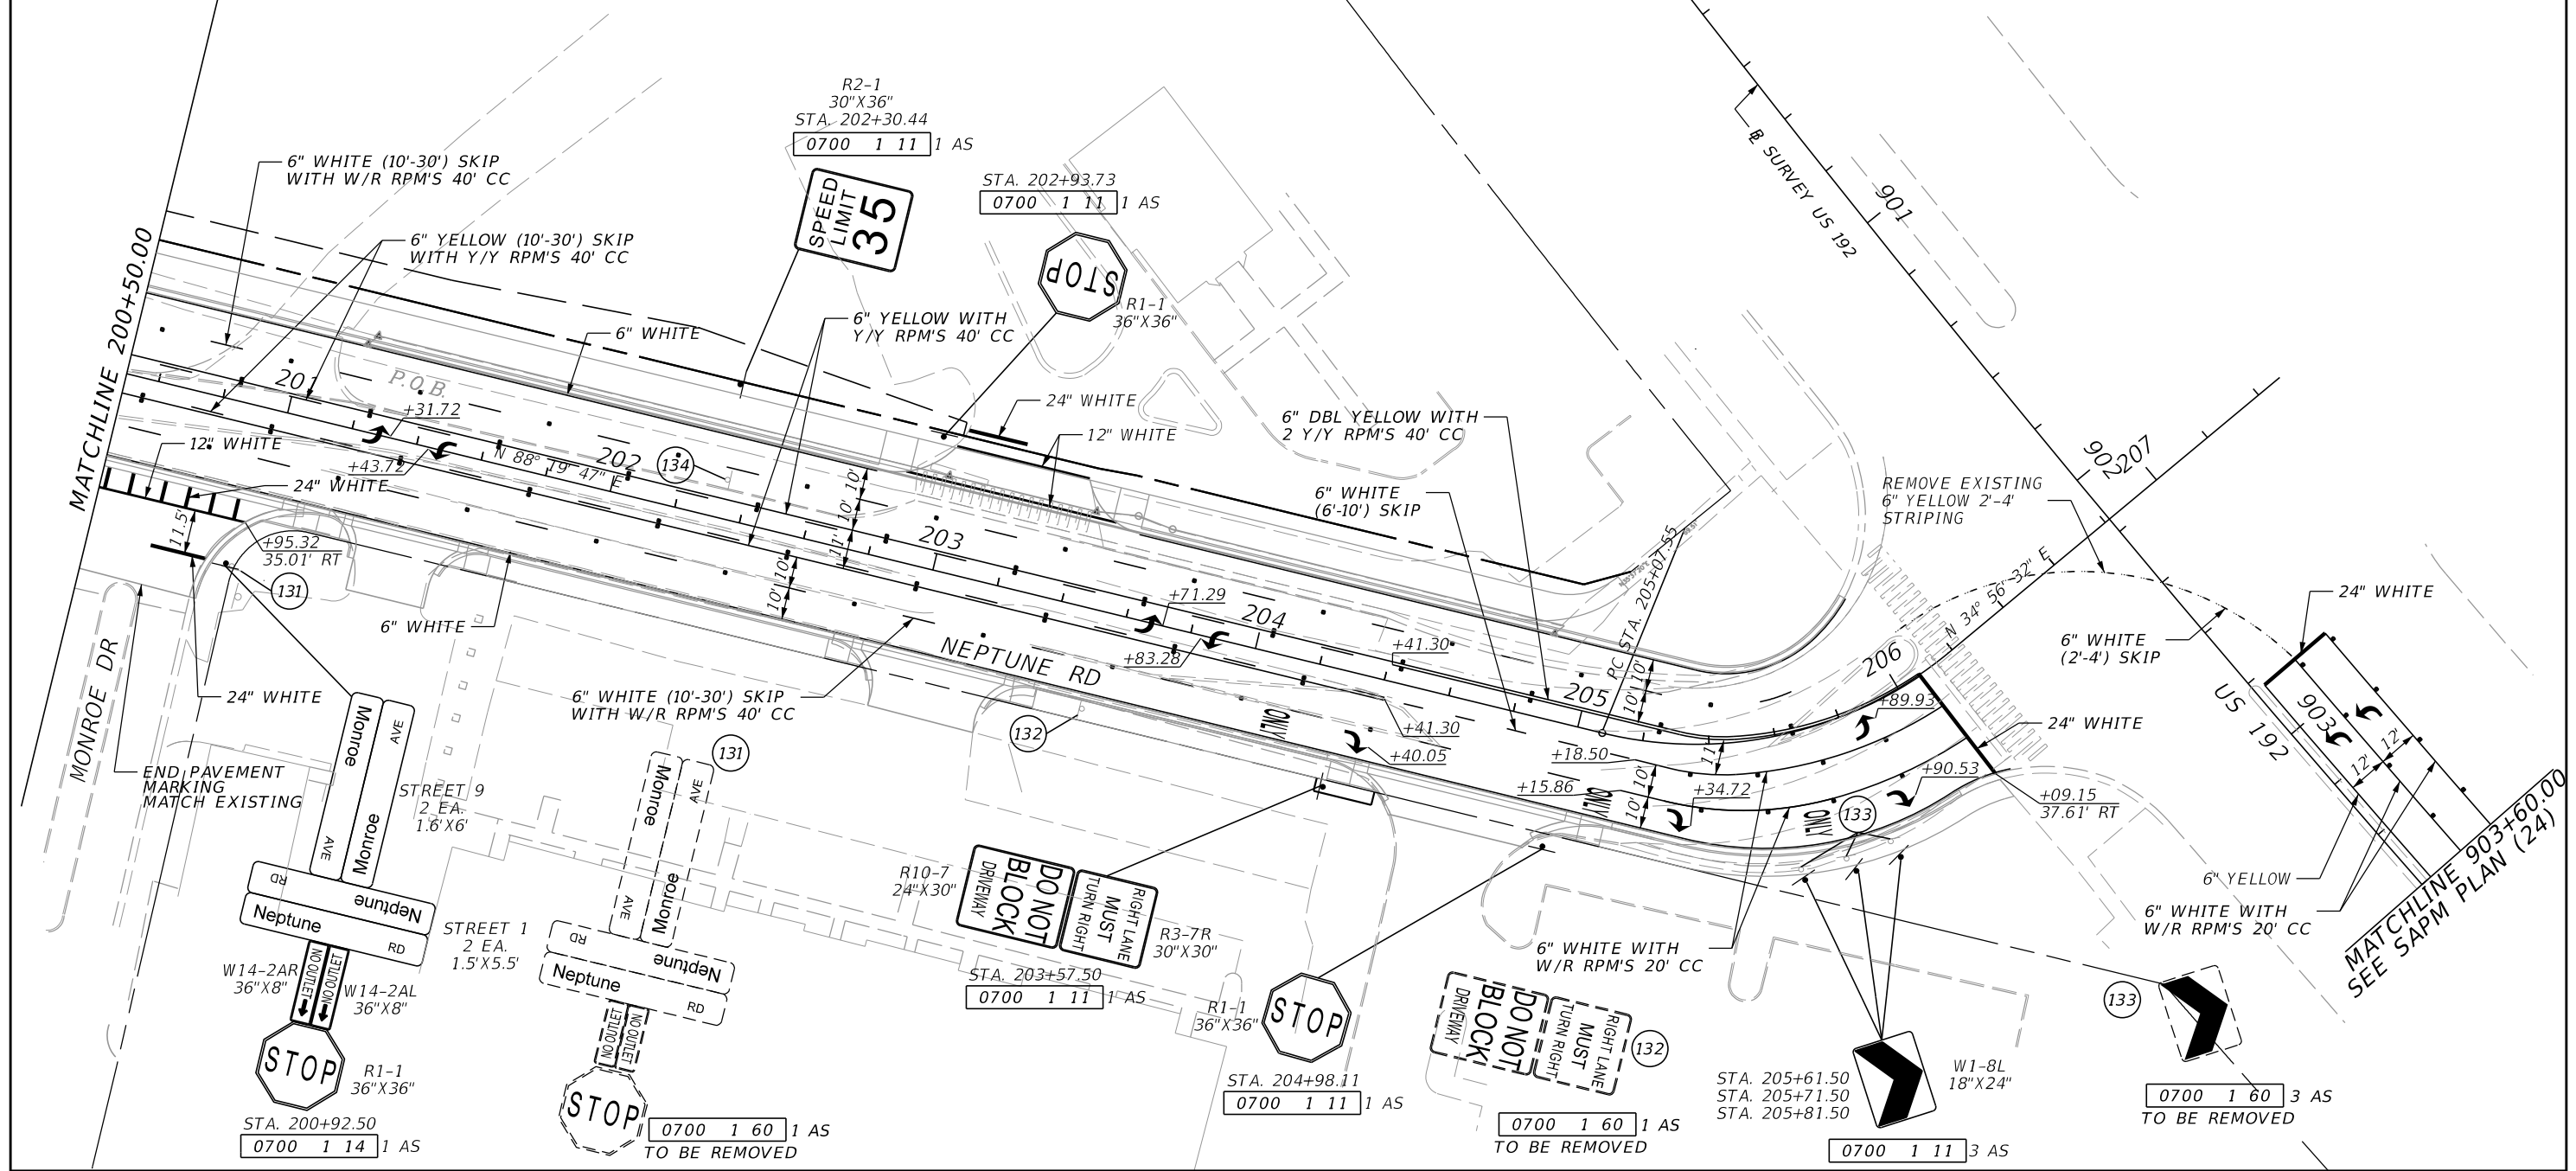 R2-1
30"X36"
STA. 202+30.44
0700 1 11 1 AS
SPEED
LIMIT
35
6" WHITE (10'-30') SKIP
WITH W/R RPM'S 40' CC
STA. 202+93.73
0700 1 11 1 AS
STOP
R1-1
36"X36"
6" YELLOW (10'-30') SKIP
WITH Y/Y RPM'S 40' CC
6" WHITE
6" YELLOW WITH
Y/Y RPM'S 40' CC
℄ SURVEY US 192
901
902
207
MATCHLINE 200+50.00
201
P.O.B.
+31.72
+43.72
N 88° 19' 47" E
202
134
24" WHITE
12" WHITE
6" DBL YELLOW WITH
2 Y/Y RPM'S 40' CC
6" WHITE
(6'-10') SKIP
REMOVE EXISTING
6" YELLOW 2'-4'
STRIPING
12" WHITE
24" WHITE
11.5'
+95.32
35.01' RT
131
10'
10'
11'
10'
10'
203
+71.29
204
+83.28
+41.30
PC STA. 205+07.55
N 34° 56' 32" E
6" WHITE
(2'-4') SKIP
24" WHITE
6" WHITE
NEPTUNE RD
205
10'
10'
206
+89.93
24" WHITE
US 192
903
12'
12'
MONROE DR
24" WHITE
6" WHITE (10'-30') SKIP
WITH W/R RPM'S 40' CC
132
ONLY
+41.30
+40.05
+18.50
11'
+15.86
10'
10'
ONLY
+34.72
ONLY
133
+90.53
+09.15
37.61' RT
END PAVEMENT
MARKING
MATCH EXISTING
Monroe AVE
Monroe AVE
STREET 9
2 EA.
1.6'X6'
Neptune RD
Neptune RD
W14-2AR
36"X8"
NO OUTLET
NO OUTLET
W14-2AL
36"X8"
STOP
R1-1
36"X36"
STA. 200+92.50
0700 1 14 1 AS
131
Monroe AVE
Monroe AVE
STREET 1
2 EA.
1.5'X5.5'
Neptune RD
Neptune RD
NO OUTLET
NO OUTLET
STOP
0700 1 60 1 AS
TO BE REMOVED
R10-7
24"X30"
DO NOT
BLOCK
DRIVEWAY
RIGHT LANE
MUST
TURN RIGHT
R3-7R
30"X30"
STA. 203+57.50
0700 1 11 1 AS
R1-1
36"X36"
STOP
STA. 204+98.11
0700 1 11 1 AS
DO NOT
BLOCK
DRIVEWAY
RIGHT LANE
MUST
TURN RIGHT
132
0700 1 60 1 AS
TO BE REMOVED
6" WHITE WITH
W/R RPM'S 20' CC
STA. 205+61.50
STA. 205+71.50
STA. 205+81.50
W1-8L
18"X24"
0700 1 11 3 AS
133
0700 1 60 3 AS
TO BE REMOVED
6" YELLOW
6" WHITE WITH
W/R RPM'S 20' CC
MATCHLINE 903+60.00
SEE SAPM PLAN (24)